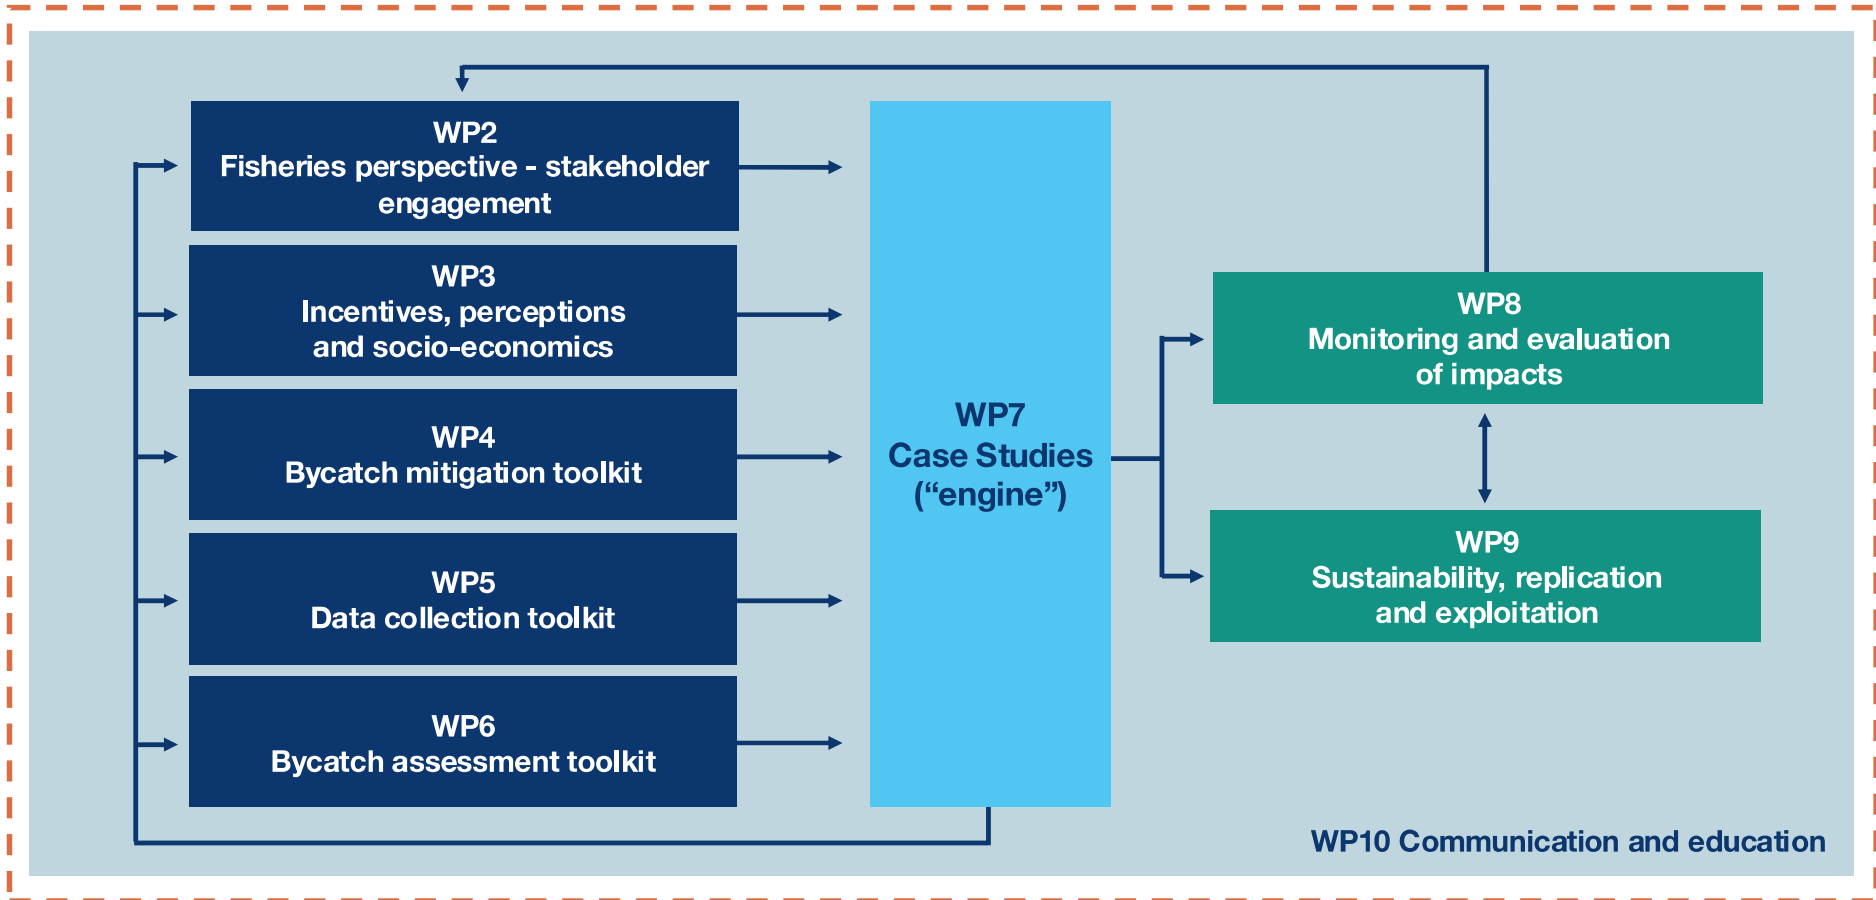 WP2
Fisheries perspective - stakeholder
engagement
WP3
Incentives, perceptions
and socio-economics
WP4
Bycatch mitigation toolkit
WP5
Data collection toolkit
WP6
Bycatch assessment toolkit
WP7
Case Studies
(“engine”)
WP8
Monitoring and evaluation
of impacts
WP9
Sustainability, replication
and exploitation
WP10 Communication and education